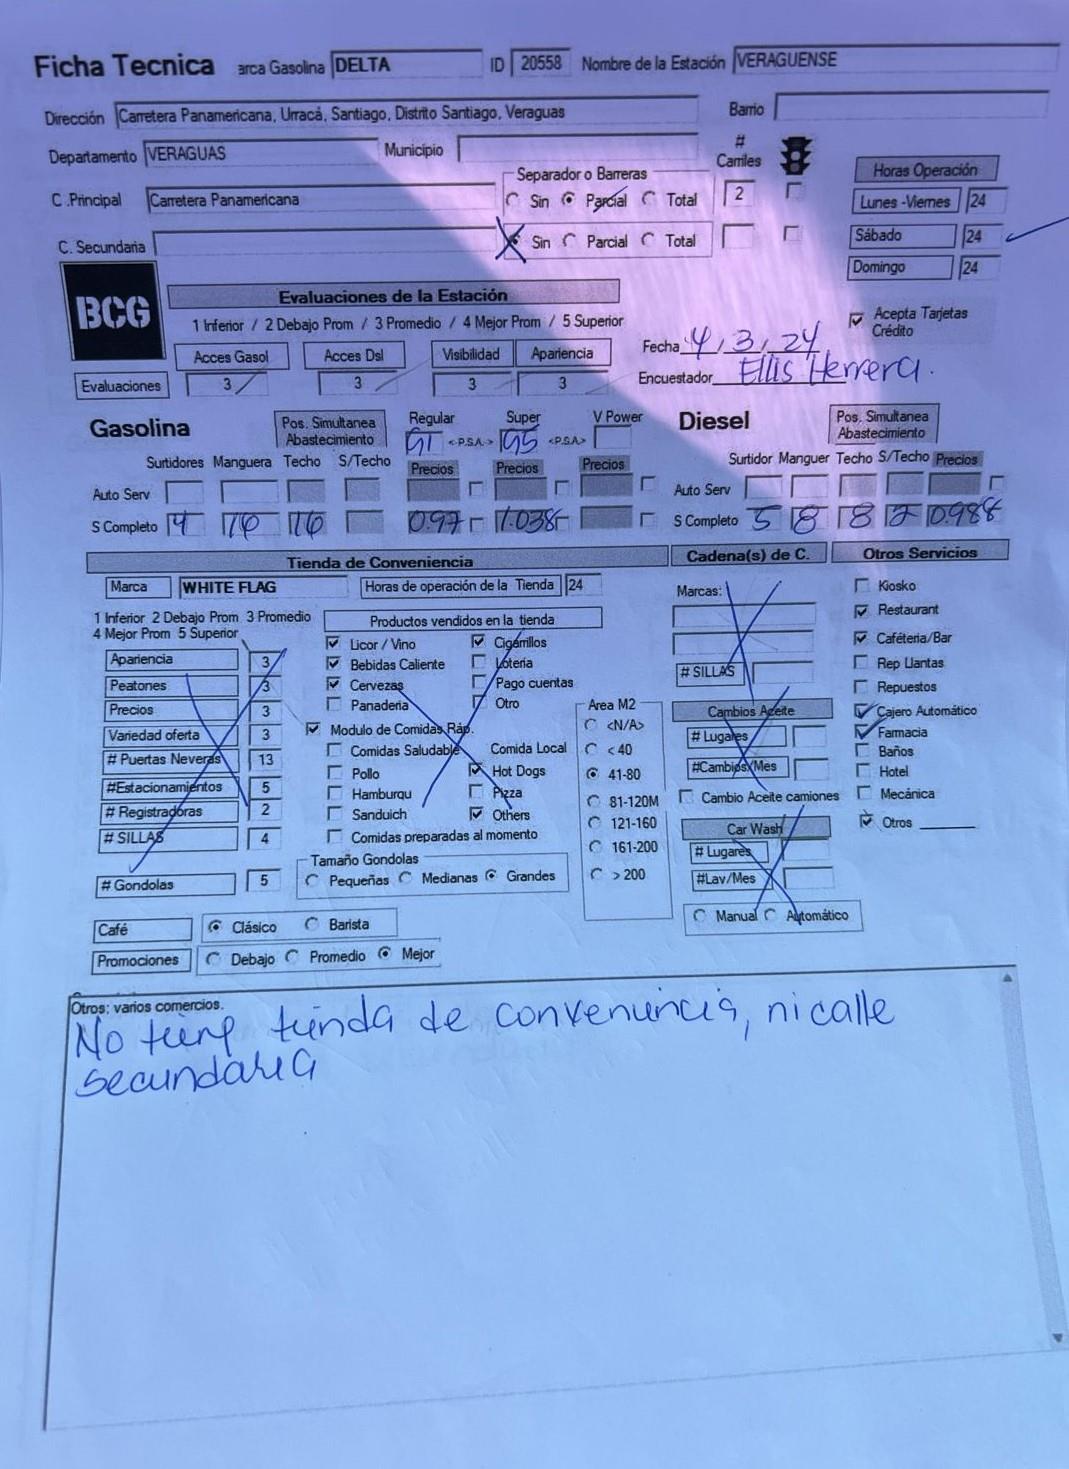 Ficha Tecnica arca Gasolina DELTA ID 20558 Nombre de la Estación VERAGUENSE
Dirección Carretera Panamericana, Urracá, Santiago, Distrito Santiago, Veraguas Barrio
Departamento VERAGUAS Municipio # Carriles
Separador o Barreras Horas Operación
C .Principal Carretera Panamericana Sin Parcial Total 2 Lunes -Viernes 24
C. Secundaria Sin Parcial Total Sábado 24
Domingo 24
BCG
Evaluaciones de la Estación
1 Inferior / 2 Debajo Prom / 3 Promedio / 4 Mejor Prom / 5 Superior
Acepta Tarjetas Crédito
Fecha 4/3/24
Acces Gasol Acces Dsl Visibilidad Apariencia
Encuestador Ellis Herrera.
Evaluaciones 3 3 3 3
Gasolina Pos. Simultanea Abastecimiento Regular 91 <-P.S.A.-> Super 95 <-P.S.A> V Power
Diesel Pos. Simultanea Abastecimiento
Surtidores Manguera Techo S/Techo Precios Precios Precios
Surtidor Manguer Techo S/Techo Precios
Auto Serv
Auto Serv
S Completo 4 16 16 0.97 1.038
S Completo 5 8 8 2 0.988
Tienda de Conveniencia
Cadena(s) de C.
Otros Servicios
Marca WHITE FLAG Horas de operación de la Tienda 24
1 Inferior 2 Debajo Prom 3 Promedio
4 Mejor Prom 5 Superior
Apariencia 3
Peatones 3
Precios 3
Variedad oferta 3
# Puertas Neveras 13
#Estacionamientos 5
# Registradoras 2
# SILLAS 4
# Gondolas 5
Productos vendidos en la tienda
Licor / Vino Cigarrillos
Bebidas Caliente Loteria
Cervezas Pago cuentas
Panaderia Otro
Modulo de Comidas Ráp.
Comidas Saludable Comida Local
Pollo Hot Dogs
Hamburqu Pizza
Sanduich Others
Comidas preparadas al momento
Tamaño Gondolas
Pequeñas Medianas Grandes
Area M2
<N/A>
< 40
41-80
81-120M
121-160
161-200
> 200
Marcas:
# SILLAS
Cambios Aceite
# Lugares
#Cambios/Mes
Cambio Aceite camiones
Car Wash
# Lugares
#Lav/Mes
Manual Automático
Kiosko
Restaurant
Caféteria/Bar
Rep Llantas
Repuestos
Cajero Automático
Farmacia
Baños
Hotel
Mecánica
Otros
Café Clásico Barista
Promociones Debajo Promedio Mejor
Otros: varios comercios.
No tiene tienda de conveniencia, ni calle
secundaria